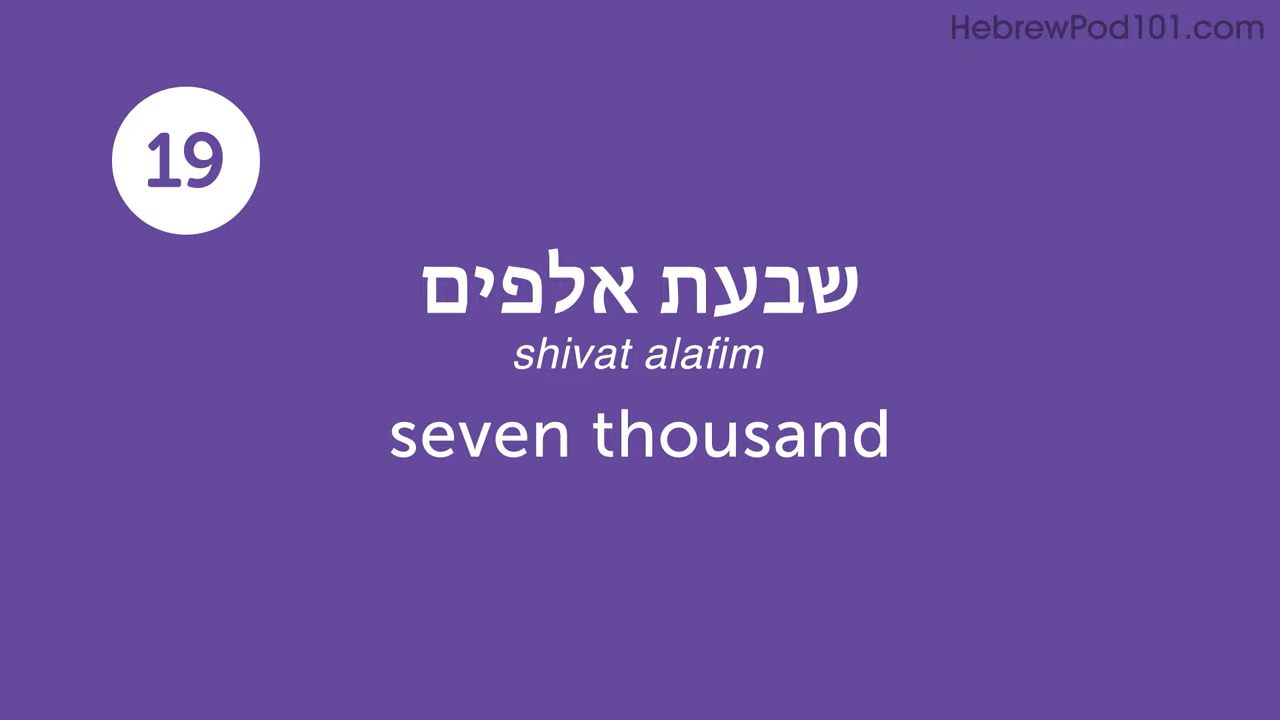 HebrewPod101.com
19
שבעת אלפים
shivat alafim
seven thousand